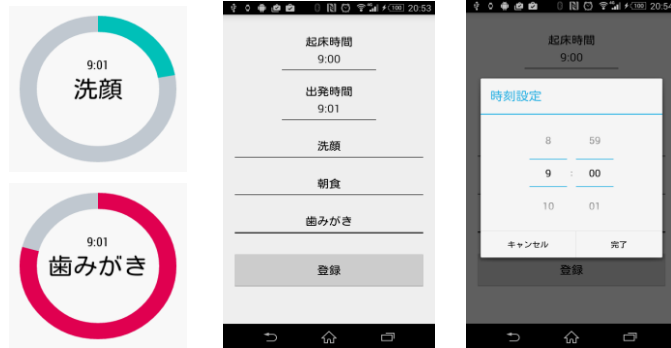 9:01
洗顔
9:01
歯みがき
100
20:53
起床時間
9:00
出発時間
9:01
洗顔
朝食
歯みがき
登録
100
20:54
起床時間
9:00
時刻設定
8 59
9 : 00
10 01
キャンセル 完了
登録